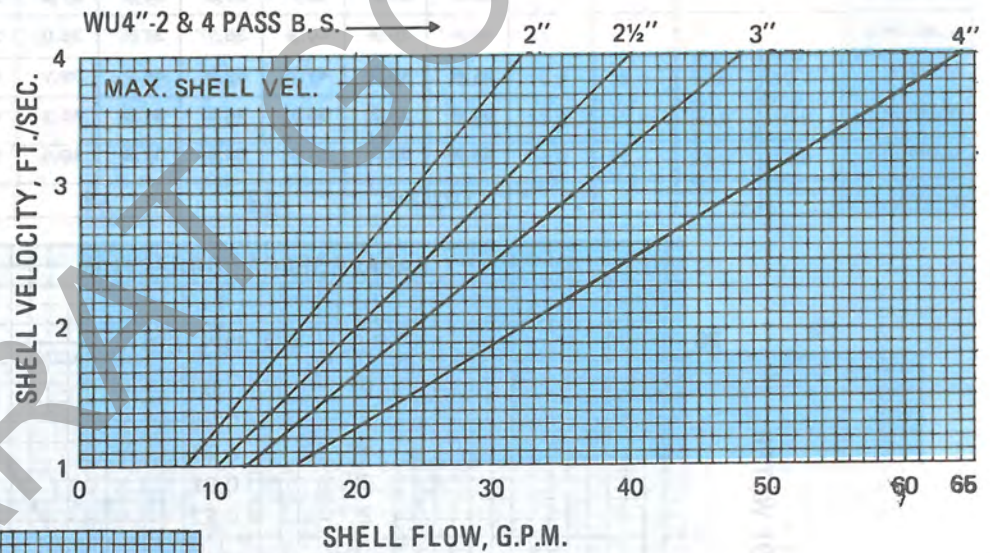 WU4"-2 & 4 PASS B.S. 2" 2½" 3" 4"
MAX. SHELL VEL.
SHELL VELOCITY, FT./SEC.
4
3
2
1
0 10 20 30 40 50 60 65
SHELL FLOW, G.P.M.